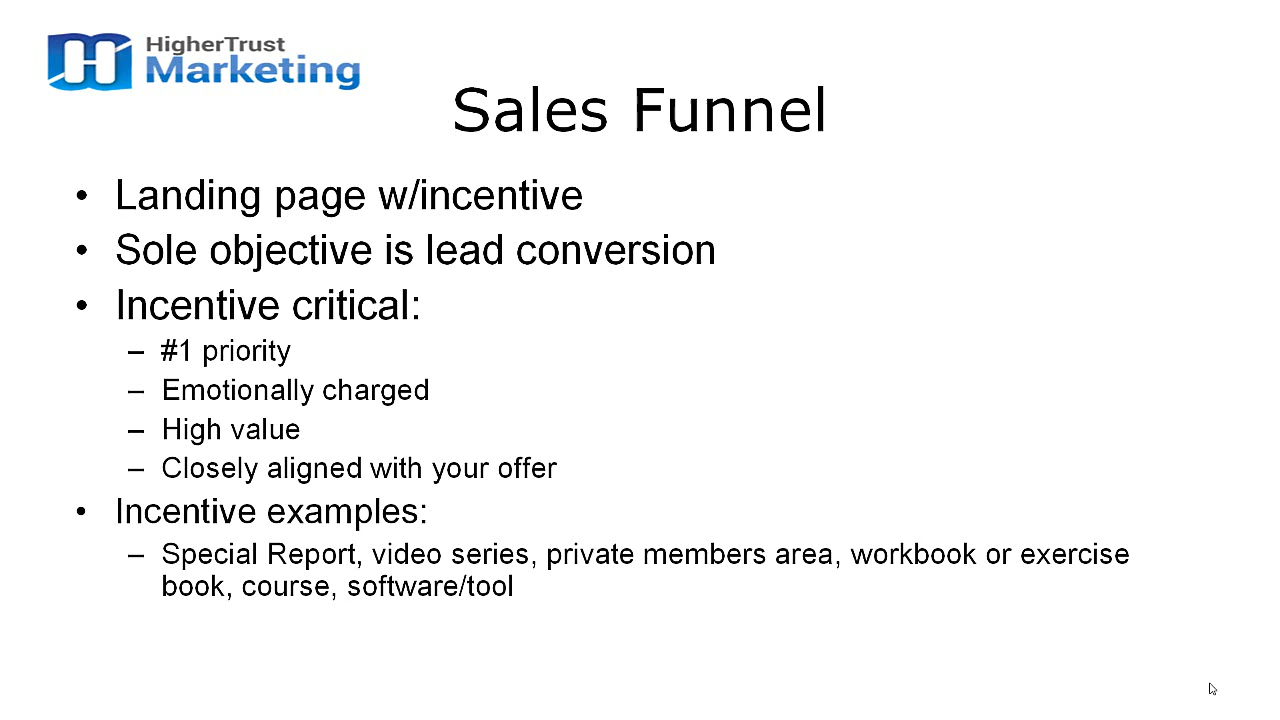 HigherTrust
Marketing
Sales Funnel
• Landing page w/incentive
• Sole objective is lead conversion
• Incentive critical:
– #1 priority
– Emotionally charged
– High value
– Closely aligned with your offer
• Incentive examples:
– Special Report, video series, private members area, workbook or exercise
book, course, software/tool